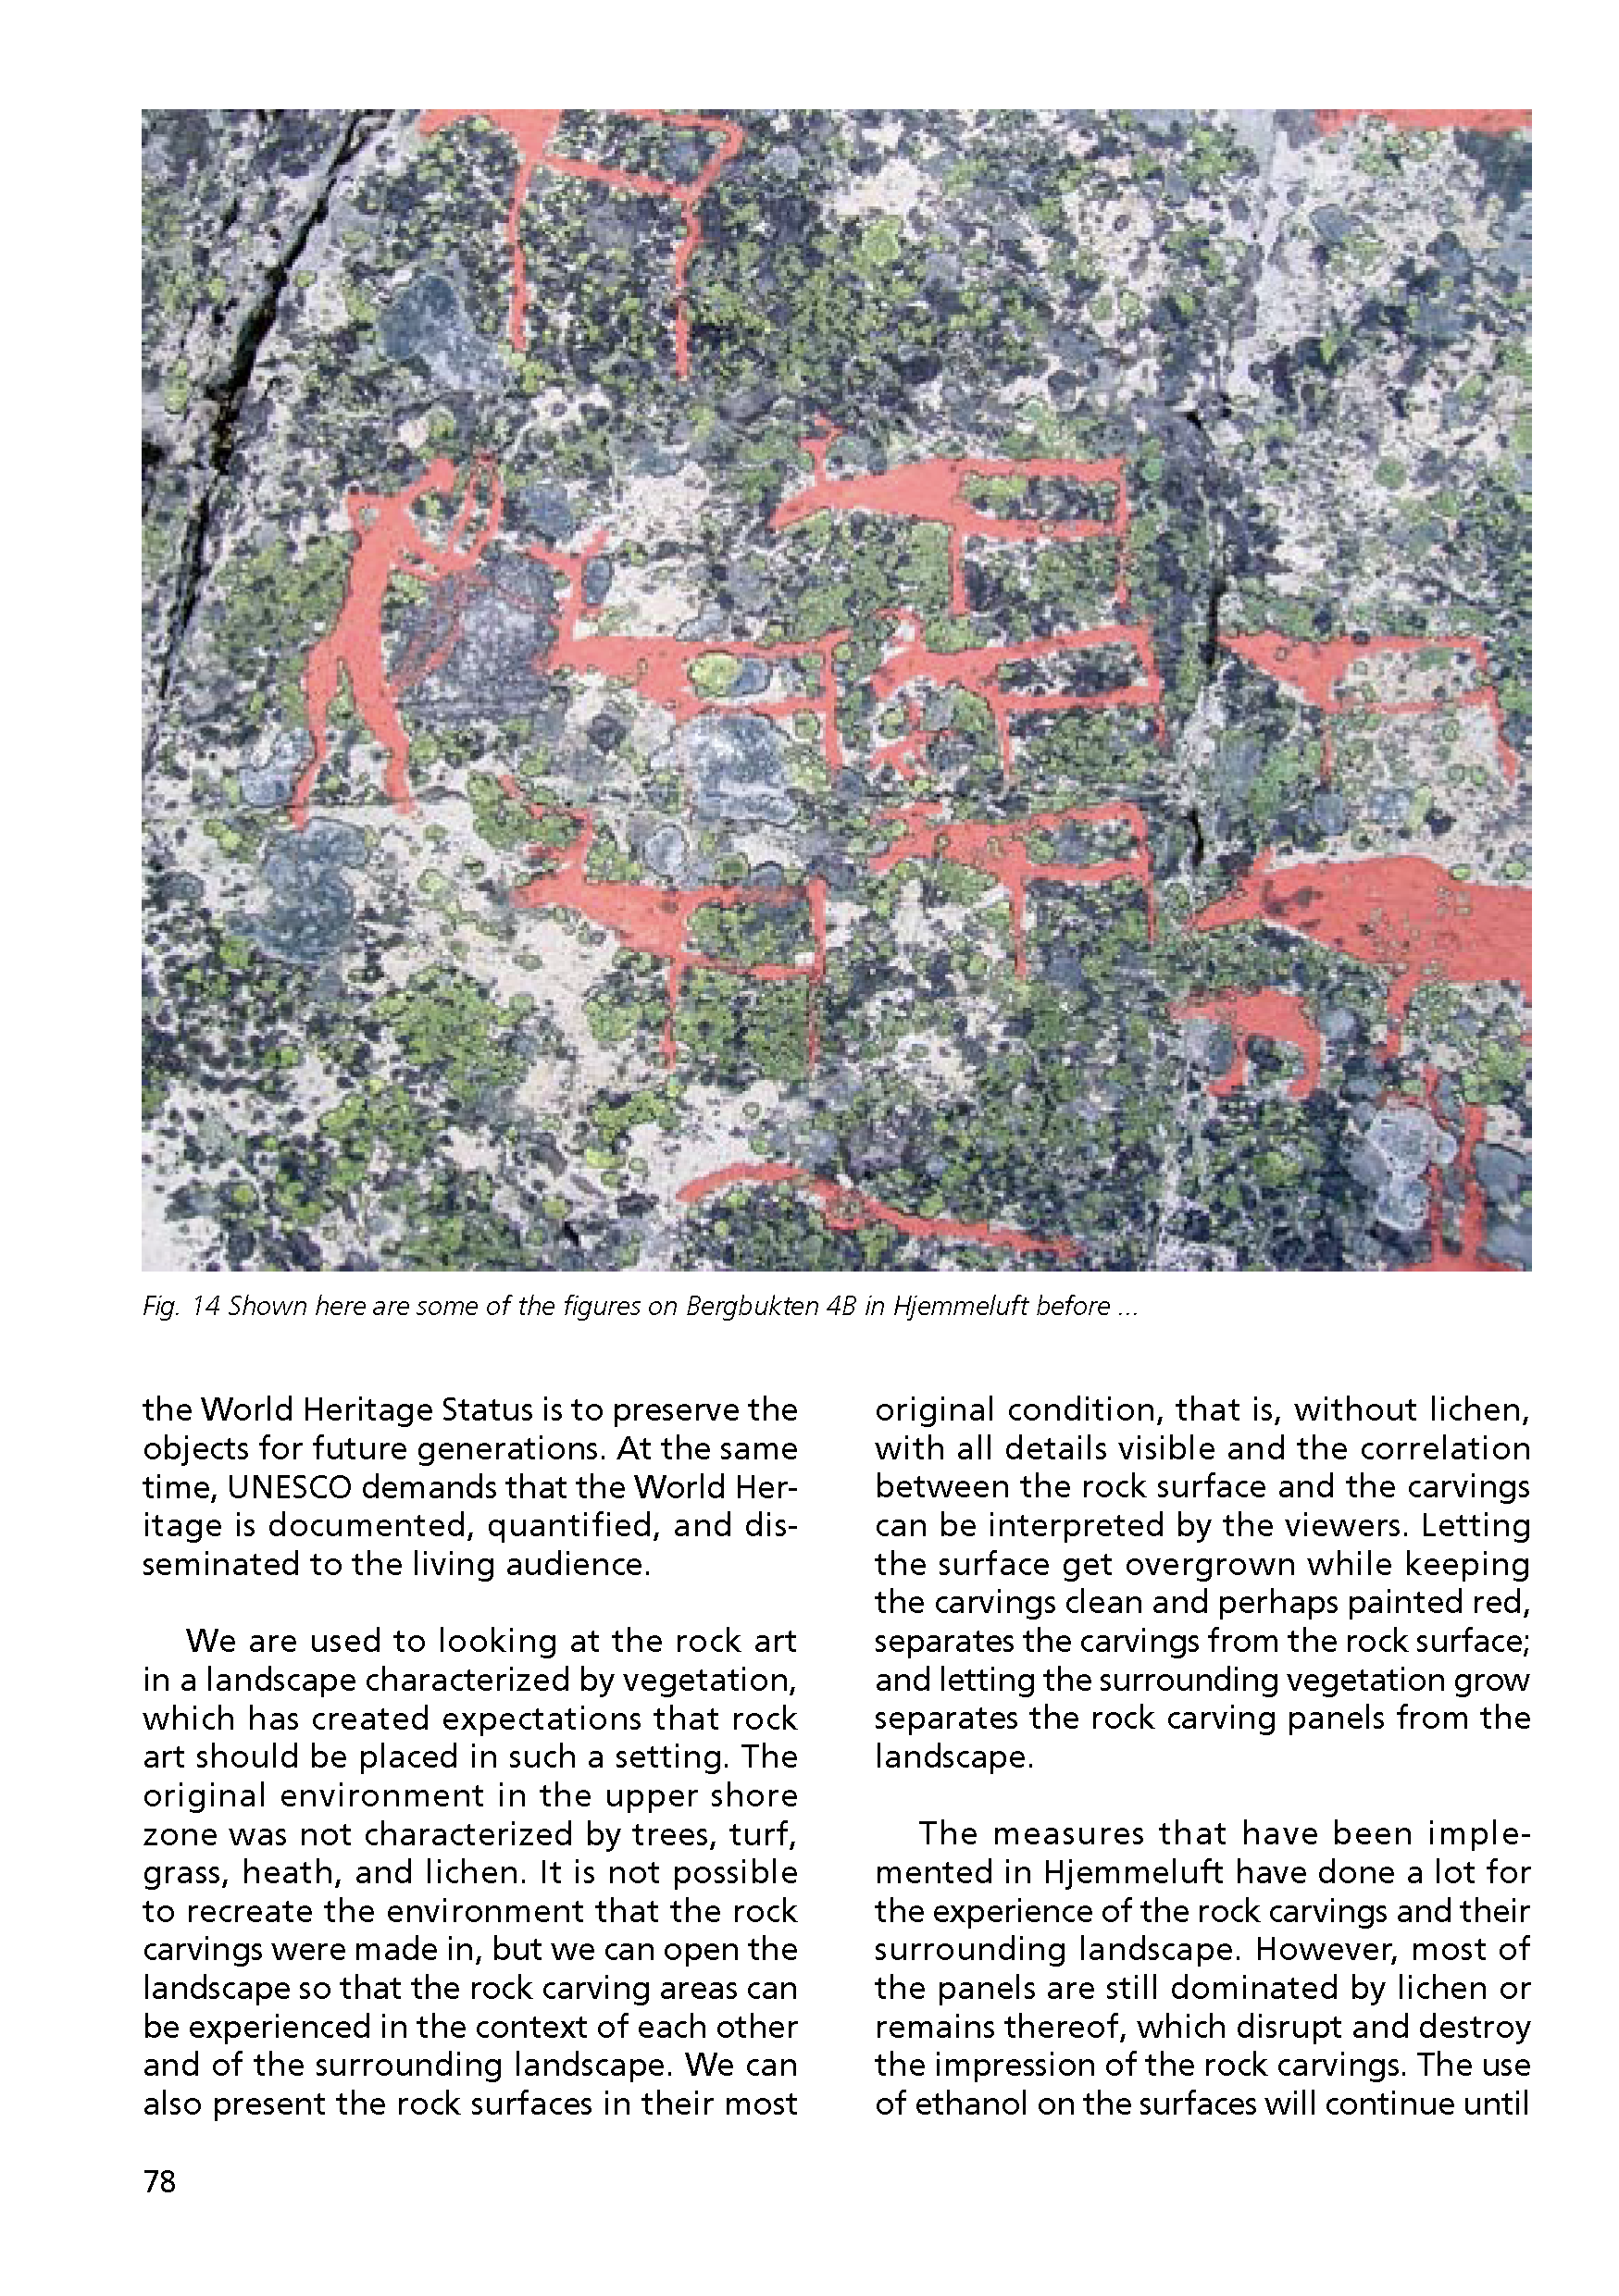 Fig. 14 Shown here are some of the figures on Bergbukten 4B in Hjemmeluft before ...
the World Heritage Status is to preserve the
objects for future generations. At the same
time, UNESCO demands that the World Her-
itage is documented, quantified, and dis-
seminated to the living audience.
We are used to looking at the rock art
in a landscape characterized by vegetation,
which has created expectations that rock
art should be placed in such a setting. The
original environment in the upper shore
zone was not characterized by trees, turf,
grass, heath, and lichen. It is not possible
to recreate the environment that the rock
carvings were made in, but we can open the
landscape so that the rock carving areas can
be experienced in the context of each other
and of the surrounding landscape. We can
also present the rock surfaces in their most
original condition, that is, without lichen,
with all details visible and the correlation
between the rock surface and the carvings
can be interpreted by the viewers. Letting
the surface get overgrown while keeping
the carvings clean and perhaps painted red,
separates the carvings from the rock surface;
and letting the surrounding vegetation grow
separates the rock carving panels from the
landscape.
The measures that have been imple-
mented in Hjemmeluft have done a lot for
the experience of the rock carvings and their
surrounding landscape. However, most of
the panels are still dominated by lichen or
remains thereof, which disrupt and destroy
the impression of the rock carvings. The use
of ethanol on the surfaces will continue until
78